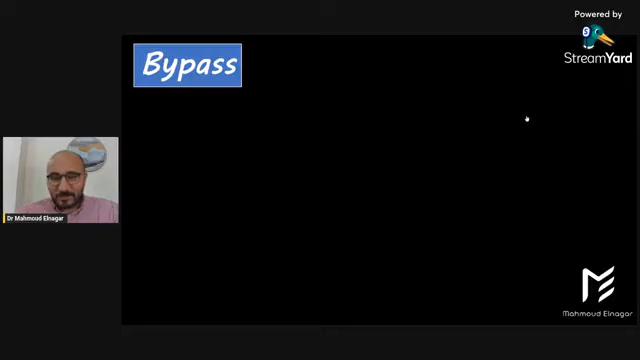 Powered by
StreamYard
Bypass
Dr Mahmoud Elnagar
Mahmoud Elnagar